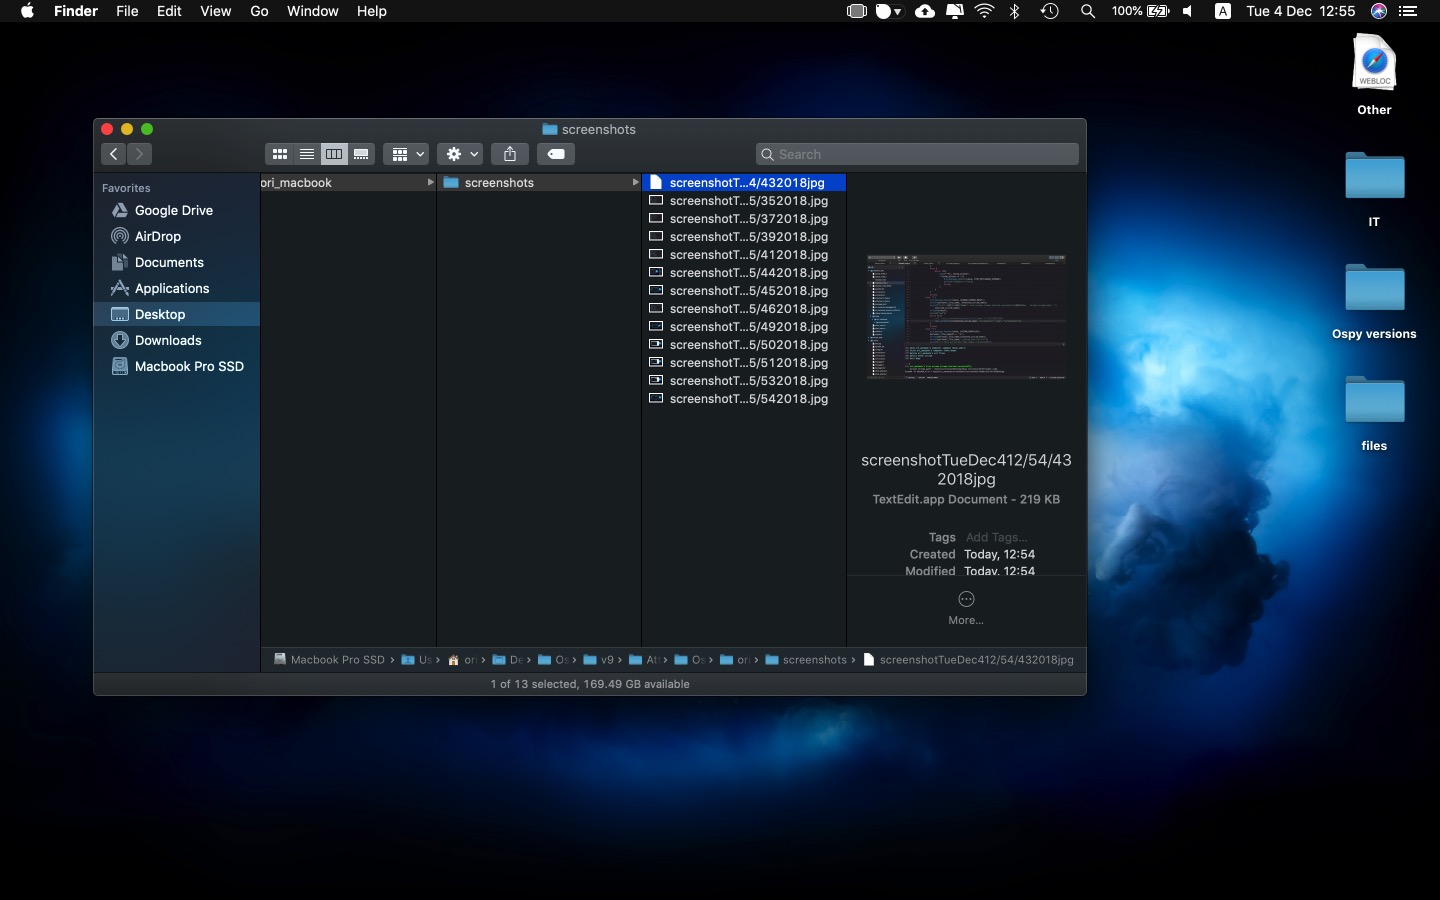 Finder File Edit View Go Window Help
100% A Tue 4 Dec 12:55
WEBLOC
Other
IT
Ospy versions
files
screenshots
Search
Favorites
Google Drive
AirDrop
Documents
Applications
Desktop
Downloads
Macbook Pro SSD
ori_macbook
screenshots
screenshotT...4/432018jpg
screenshotT...5/352018.jpg
screenshotT...5/372018.jpg
screenshotT...5/392018.jpg
screenshotT...5/412018.jpg
screenshotT...5/442018.jpg
screenshotT...5/452018.jpg
screenshotT...5/462018.jpg
screenshotT...5/492018.jpg
screenshotT...5/502018.jpg
screenshotT...5/512018.jpg
screenshotT...5/532018.jpg
screenshotT...5/542018.jpg
screenshotTueDec412/54/43
2018jpg
TextEdit.app Document - 219 KB
Tags Add Tags...
Created Today, 12:54
Modified Today, 12:54
More...
Macbook Pro SSD › Us › ori › De › Os › v9 › Att › Os › ori › screenshots › screenshotTueDec412/54/432018jpg
1 of 13 selected, 169.49 GB available